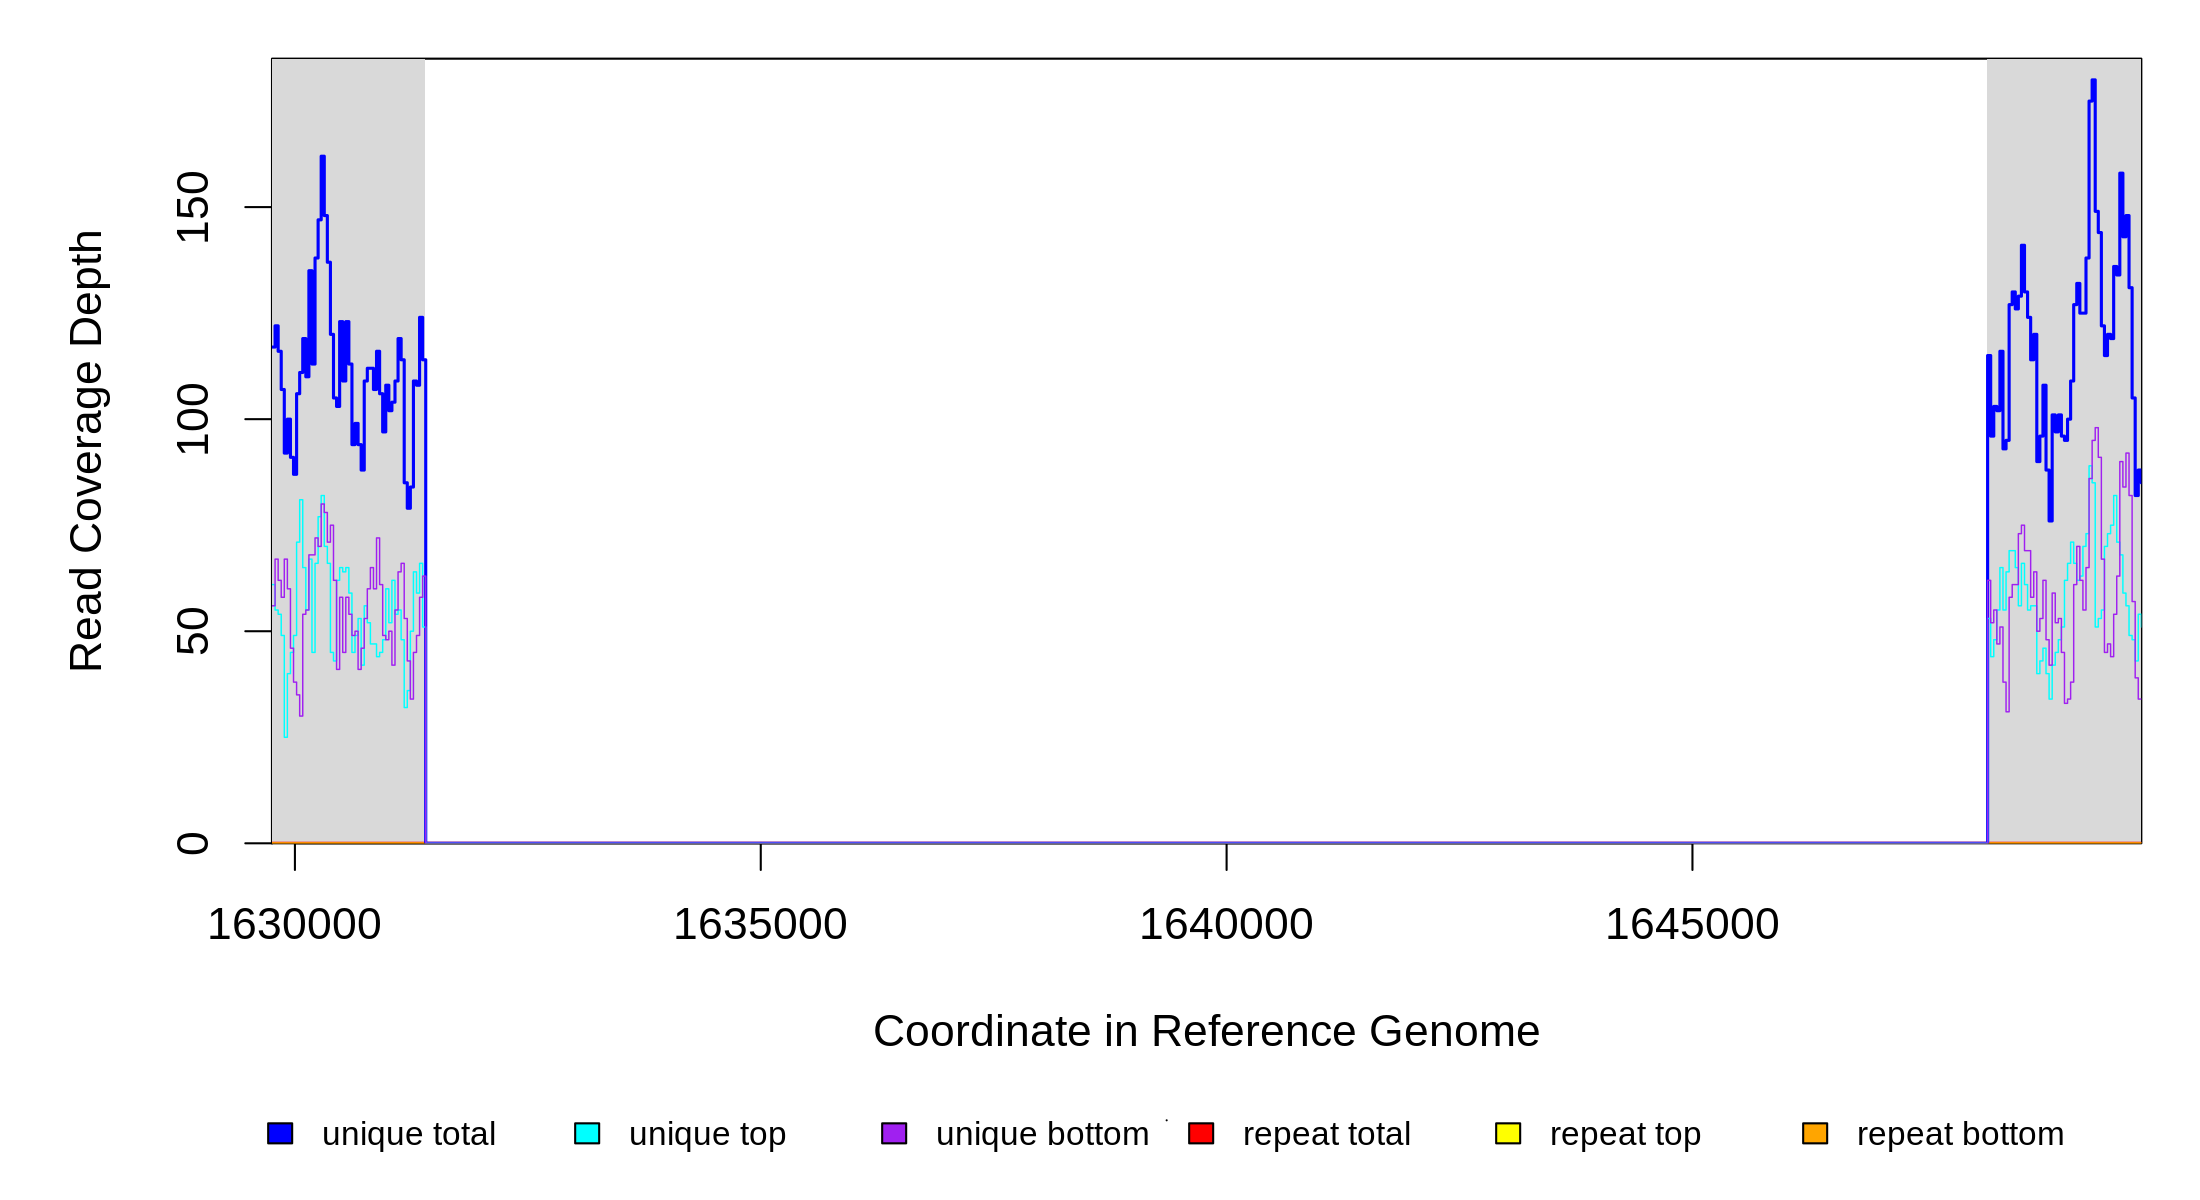 Read Coverage Depth
150
100
50
0
1630000 1635000 1640000 1645000
Coordinate in Reference Genome
unique total unique top unique bottom repeat total repeat top repeat bottom